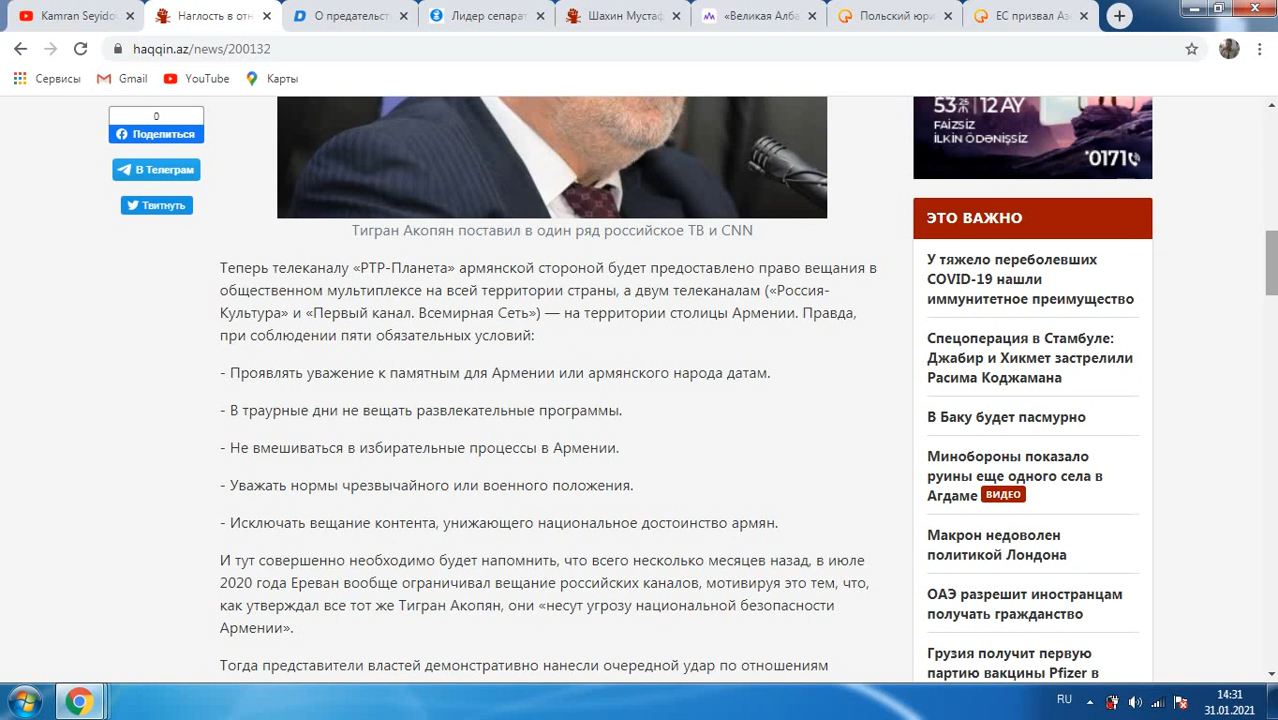 Kamran Seyidov
Наглость в отн
О предательст
Лидер сепарат
Шахин Мустаф
«Великая Алба
Польский юри
ЕС призвал Аз
haqqin.az/news/200132
Сервисы
Gmail
YouTube
Карты
0
Поделиться
В Телеграм
Твитнуть
Тигран Акопян поставил в один ряд российское ТВ и CNN
Теперь телеканалу «РТР-Планета» армянской стороной будет предоставлено право вещания в
общественном мультиплексе на всей территории страны, а двум телеканалам («Россия-
Культура» и «Первый канал. Всемирная Сеть») — на территории столицы Армении. Правда,
при соблюдении пяти обязательных условий:
- Проявлять уважение к памятным для Армении или армянского народа датам.
- В траурные дни не вещать развлекательные программы.
- Не вмешиваться в избирательные процессы в Армении.
- Уважать нормы чрезвычайного или военного положения.
- Исключать вещание контента, унижающего национальное достоинство армян.
И тут совершенно необходимо будет напомнить, что всего несколько месяцев назад, в июле
2020 года Ереван вообще ограничивал вещание российских каналов, мотивируя это тем, что,
как утверждал все тот же Тигран Акопян, они «несут угрозу национальной безопасности
Армении».
Тогда представители властей демонстративно нанесли очередной удар по отношениям
53 25 ₼ 12 AY
FAİZSİZ
İLKİN ÖDƏNİŞSİZ
*0171
ЭТО ВАЖНО
У тяжело переболевших
COVID-19 нашли
иммунитетное преимущество
Спецоперация в Стамбуле:
Джабир и Хикмет застрелили
Расима Коджамана
В Баку будет пасмурно
Минобороны показало
руины еще одного села в
Агдаме ВИДЕО
Макрон недоволен
политикой Лондона
ОАЭ разрешит иностранцам
получать гражданство
Грузия получит первую
партию вакцины Pfizer в
RU
14:31
31.01.2021